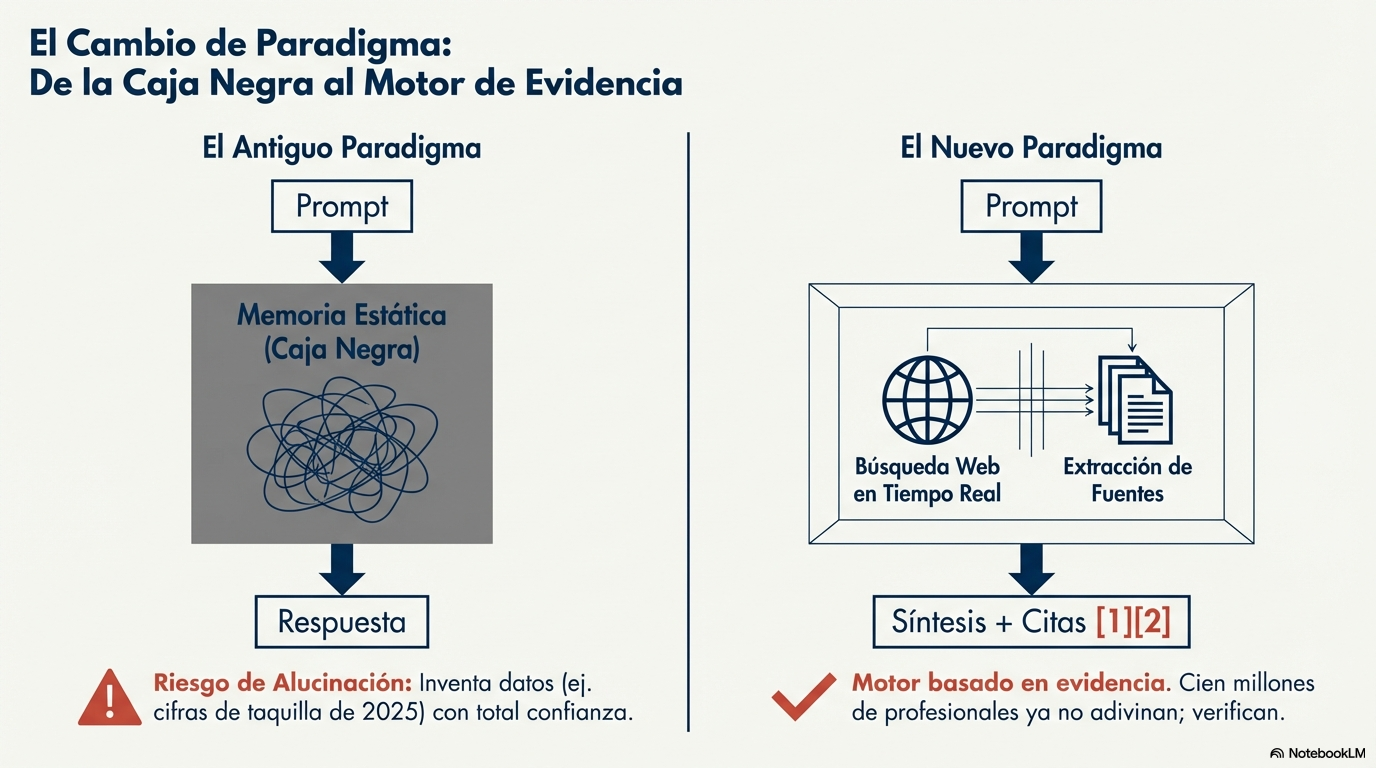 El Cambio de Paradigma:
De la Caja Negra al Motor de Evidencia
El Antiguo Paradigma
Prompt
Memoria Estática
(Caja Negra)
Respuesta
Riesgo de Alucinación: Inventa datos (ej.
cifras de taquilla de 2025) con total confianza.
El Nuevo Paradigma
Prompt
Búsqueda Web
en Tiempo Real
Extracción de
Fuentes
Síntesis + Citas [1][2]
Motor basado en evidencia. Cien millones
de profesionales ya no adivinan; verifican.
NotebookLM